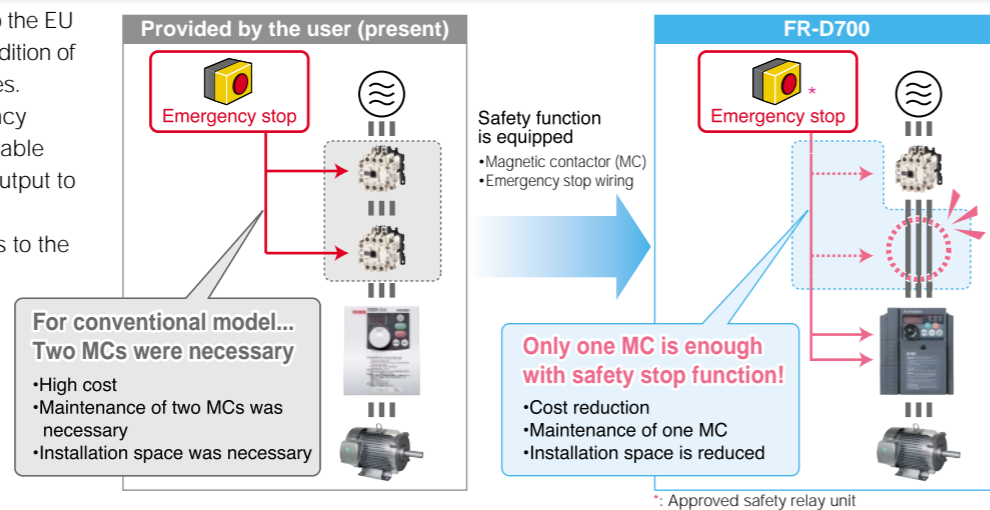 o the EU
dition of
es.
ncy
able
utput to
s to the
Provided by the user (present)
Emergency stop
For conventional model...
Two MCs were necessary
•High cost
•Maintenance of two MCs was
necessary
•Installation space was necessary
Safety function
is equipped
•Magnetic contactor (MC)
•Emergency stop wiring
FR-D700
*
Emergency stop
Only one MC is enough
with safety stop function!
•Cost reduction
•Maintenance of one MC
•Installation space is reduced
*: Approved safety relay unit